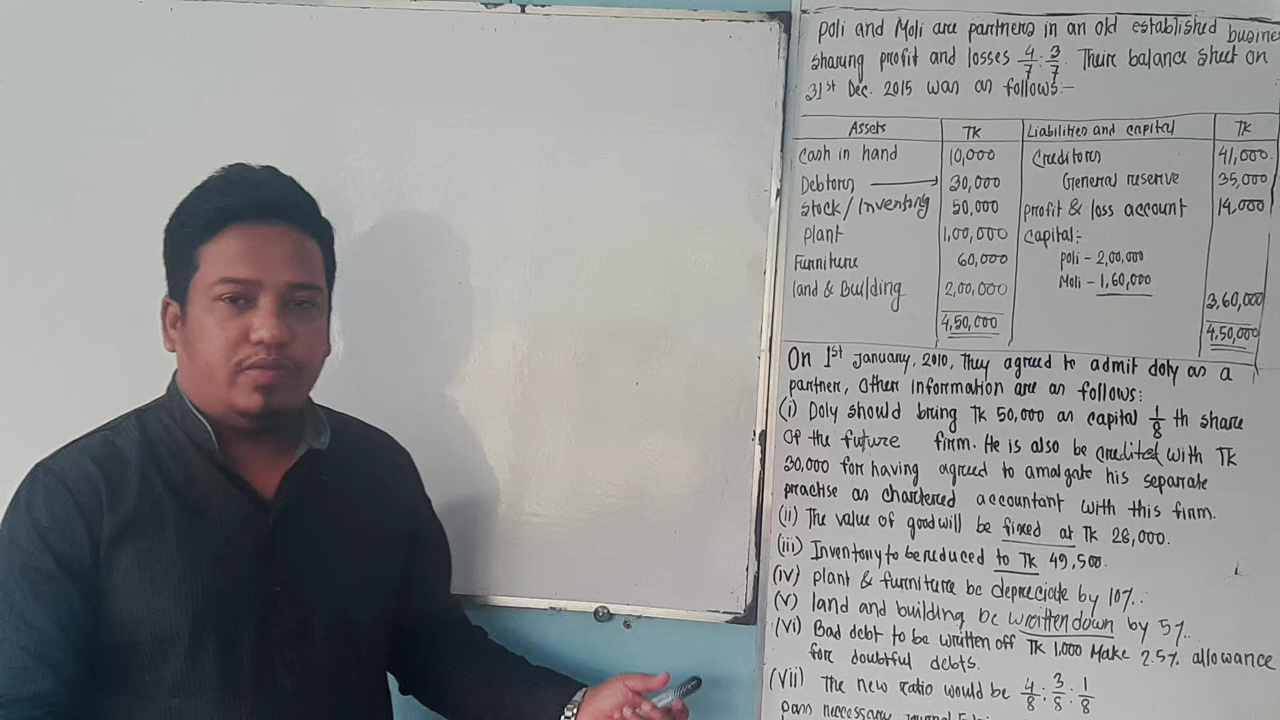 Poli and Moli are partners in an old established busine
sharing profit and losses 4/7 : 3/7. Their balance sheet on
31st Dec. 2015 was as follows:-
Assets TK Liabilities and capital TK
Cash in hand 10,000 Creditors 41,000
Debtors 30,000 General reserve 35,000
Stock/Inventory 50,000 profit & loss account 14,000
Plant 1,00,000 Capital:
Furniture 60,000 Poli - 2,00,000
Moli - 1,60,000
land & Building 2,00,000 3,60,000
4,50,000 4,50,000
On 1st January, 2010, They agreed to admit doly as a
partner, Other information are as follows:
(i) Doly should bring TK 50,000 as capital 1/8 th share
of the future firm. He is also be credited with TK
30,000 for having agreed to amalgate his separate
practise as chartered accountant with this firm.
(ii) The value of goodwill be fixed at TK 28,000.
(iii) Inventory to be reduced to TK 49,500.
(iv) plant & furniture be depreciate by 10%.
(v) land and building be written down by 5%.
(vi) Bad debt to be written off TK 1,000 Make 2.5% allowance
for doubtful debts.
(vii) The new ratio would be 4/8 : 3/8 : 1/8
pass necessary